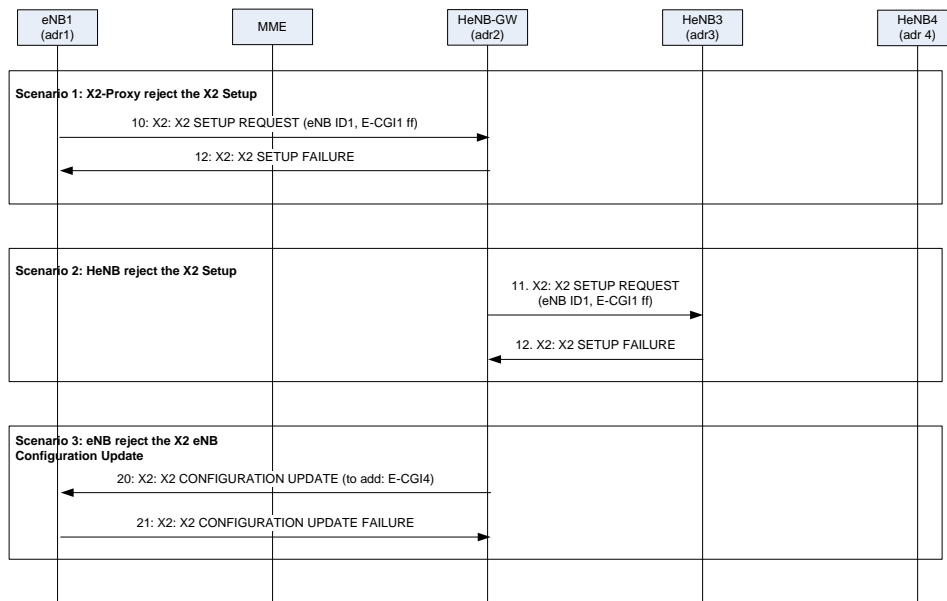 eNB1
(adr1)
MME
HeNB-GW
(adr2)
HeNB3
(adr3)
HeNB4
(adr 4)
Scenario 1: X2-Proxy reject the X2 Setup
10: X2: X2 SETUP REQUEST (eNB ID1, E-CGI1 ff)
12: X2: X2 SETUP FAILURE
Scenario 2: HeNB reject the X2 Setup
11. X2: X2 SETUP REQUEST
(eNB ID1, E-CGI1 ff)
12. X2: X2 SETUP FAILURE
Scenario 3: eNB reject the X2 eNB
Configuration Update
20: X2: X2 CONFIGURATION UPDATE (to add: E-CGI4)
21: X2: X2 CONFIGURATION UPDATE FAILURE